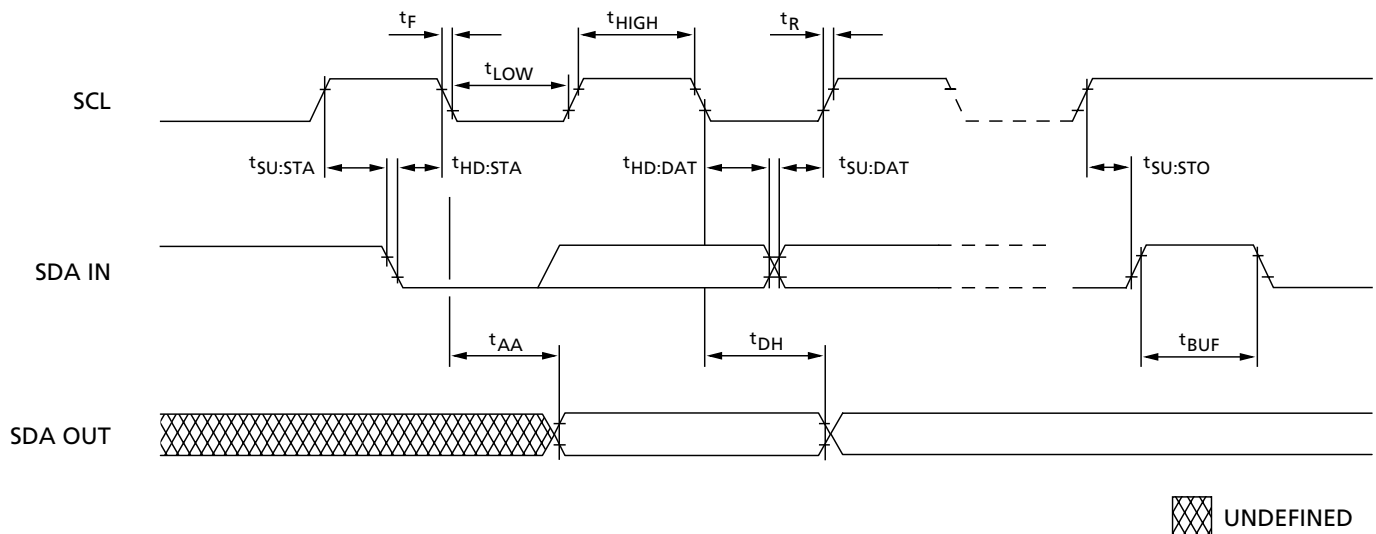 tF
tHIGH
tR
tLOW
SCL
tSU:STA
tHD:STA
tHD:DAT
tSU:DAT
tSU:STO
SDA IN
tAA
tDH
tBUF
SDA OUT
UNDEFINED